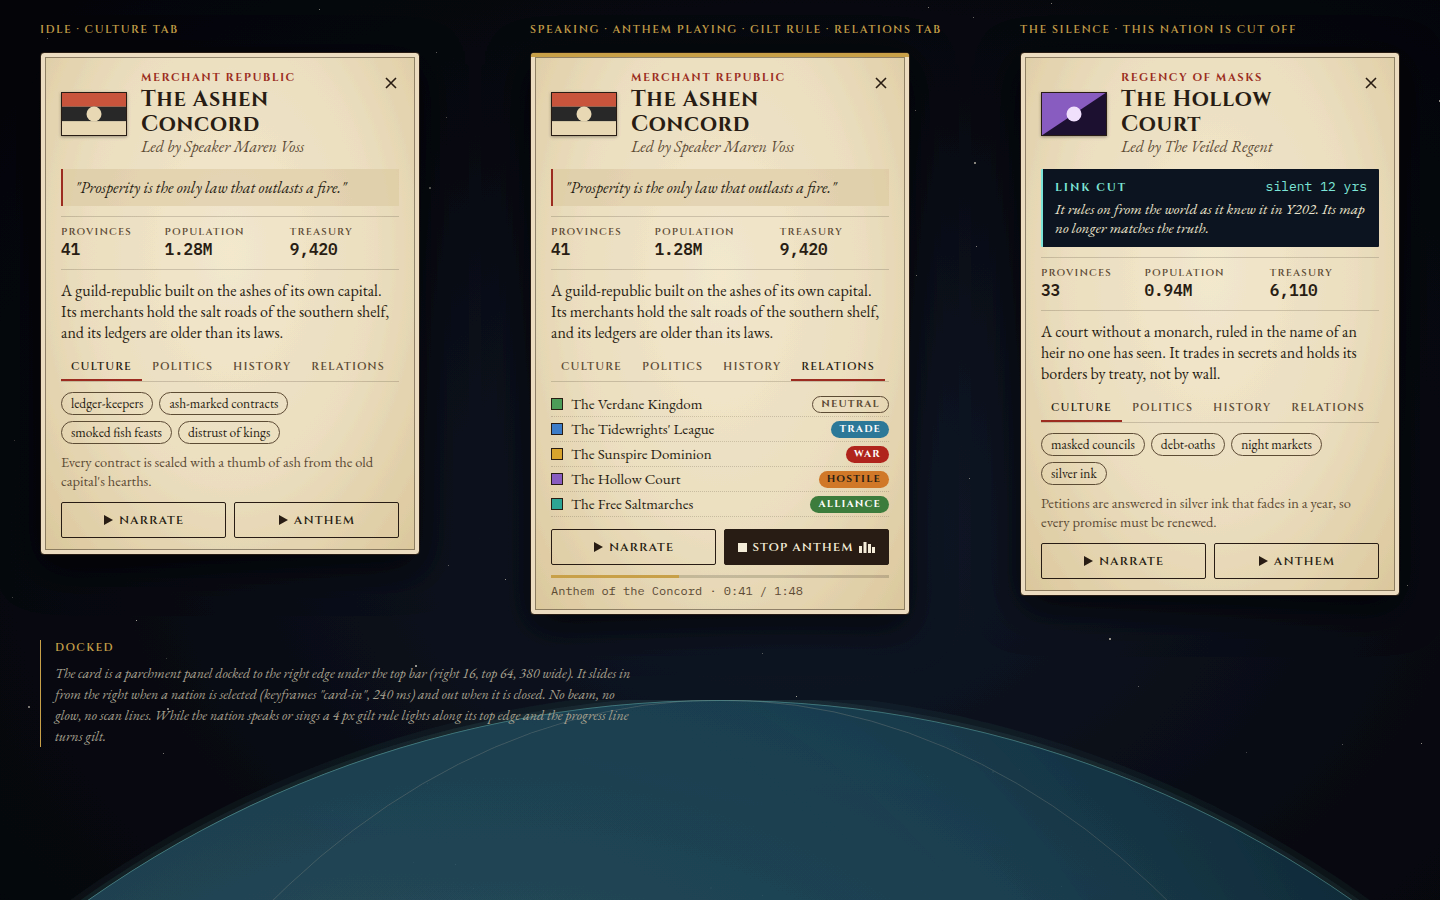 IDLE · CULTURE TAB
MERCHANT REPUBLIC
THE ASHEN
CONCORD
Led by Speaker Maren Voss
"Prosperity is the only law that outlasts a fire."
PROVINCES POPULATION TREASURY
41 1.28M 9,420
A guild-republic built on the ashes of its own capital.
Its merchants hold the salt roads of the southern shelf,
and its ledgers are older than its laws.
CULTURE POLITICS HISTORY RELATIONS
ledger-keepers ash-marked contracts
smoked fish feasts distrust of kings
Every contract is sealed with a thumb of ash from the old
capital's hearths.
NARRATE ANTHEM
SPEAKING · ANTHEM PLAYING · GILT RULE · RELATIONS TAB
MERCHANT REPUBLIC
THE ASHEN
CONCORD
Led by Speaker Maren Voss
"Prosperity is the only law that outlasts a fire."
PROVINCES POPULATION TREASURY
41 1.28M 9,420
A guild-republic built on the ashes of its own capital.
Its merchants hold the salt roads of the southern shelf,
and its ledgers are older than its laws.
CULTURE POLITICS HISTORY RELATIONS
The Verdane Kingdom NEUTRAL
The Tidewrights' League TRADE
The Sunspire Dominion WAR
The Hollow Court HOSTILE
The Free Saltmarches ALLIANCE
NARRATE STOP ANTHEM
Anthem of the Concord · 0:41 / 1:48
THE SILENCE · THIS NATION IS CUT OFF
REGENCY OF MASKS
THE HOLLOW
COURT
Led by The Veiled Regent
LINK CUT silent 12 yrs
It rules on from the world as it knew it in Y202. Its map
no longer matches the truth.
PROVINCES POPULATION TREASURY
33 0.94M 6,110
A court without a monarch, ruled in the name of an
heir no one has seen. It trades in secrets and holds its
borders by treaty, not by wall.
CULTURE POLITICS HISTORY RELATIONS
masked councils debt-oaths night markets
silver ink
Petitions are answered in silver ink that fades in a year, so
every promise must be renewed.
NARRATE ANTHEM
DOCKED
The card is a parchment panel docked to the right edge under the top bar (right 16, top 64, 380 wide). It slides in
from the right when a nation is selected (keyframes "card-in", 240 ms) and out when it is closed. No beam, no
glow, no scan lines. While the nation speaks or sings a 4 px gilt rule lights along its top edge and the progress line
turns gilt.